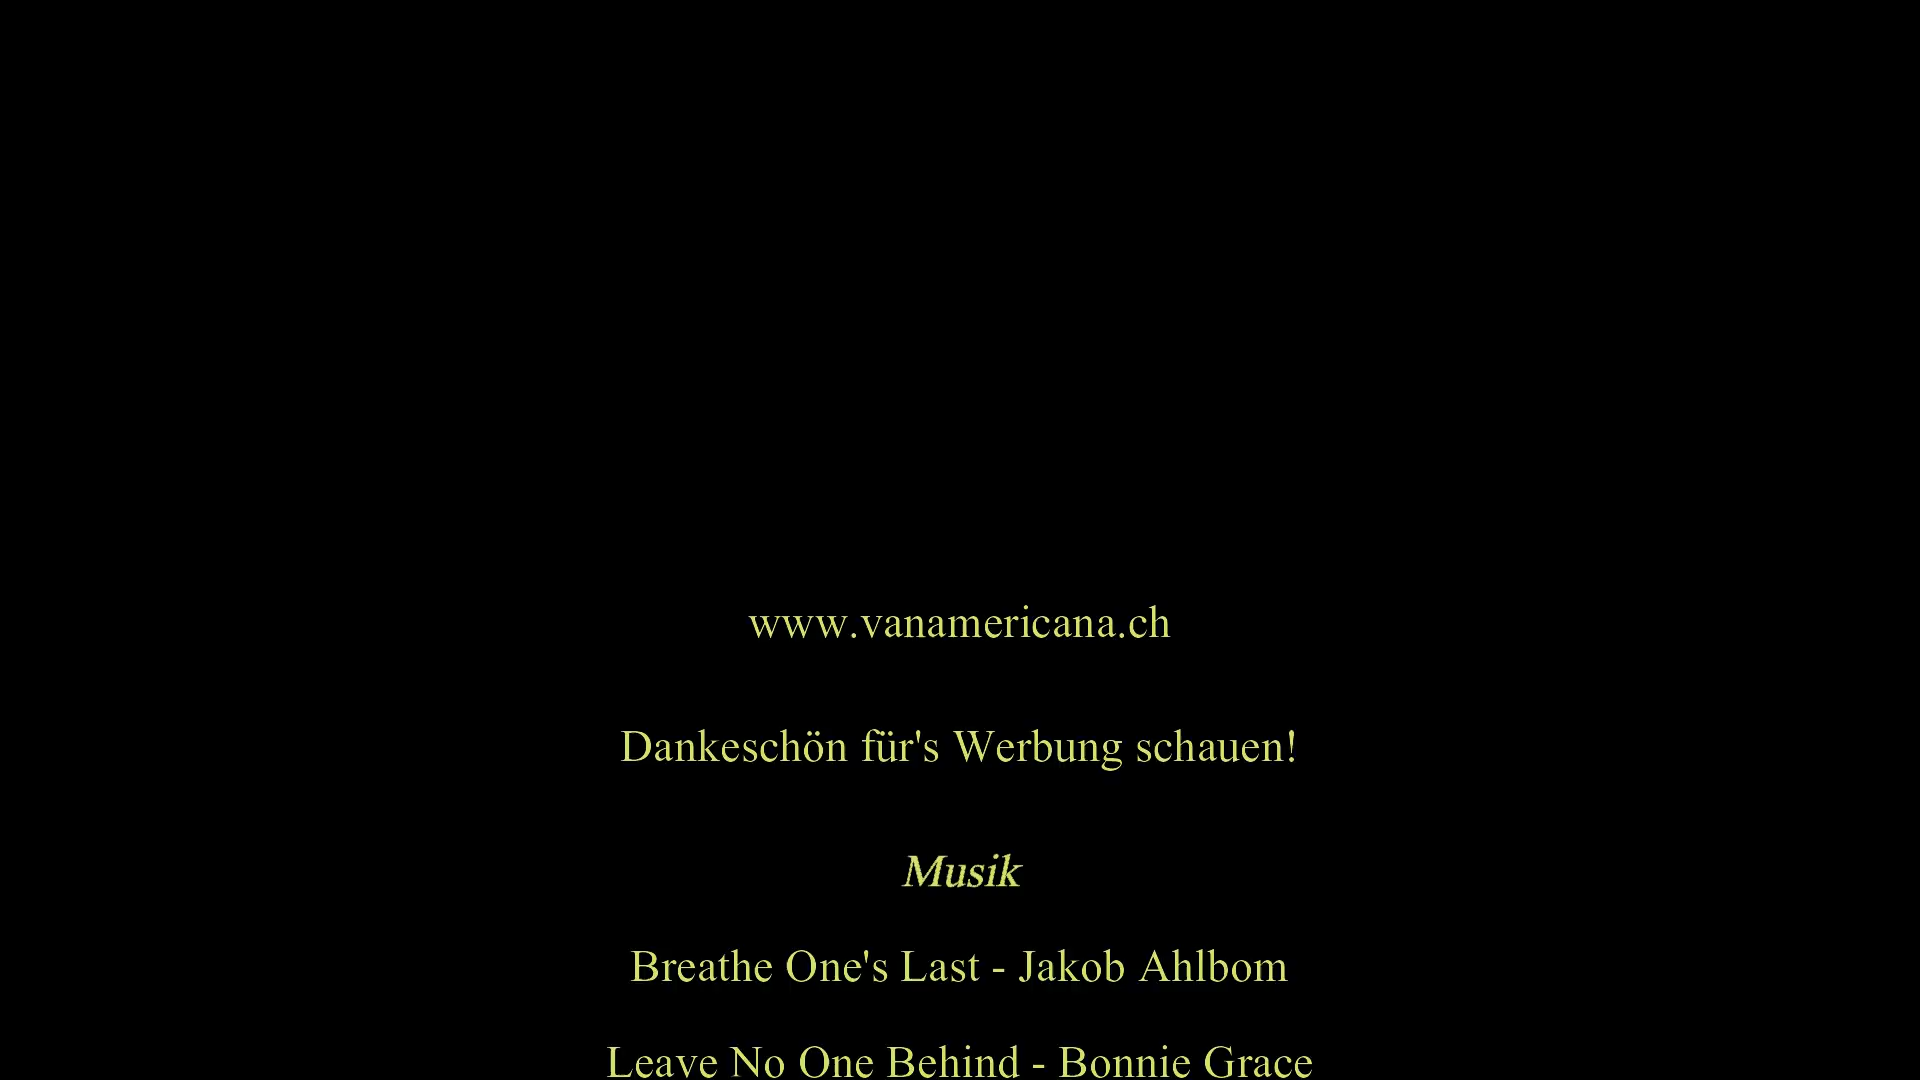 www.vanamericana.ch
Dankeschön für's Werbung schauen!
Musik
Breathe One's Last - Jakob Ahlbom
Leave No One Behind - Bonnie Grace